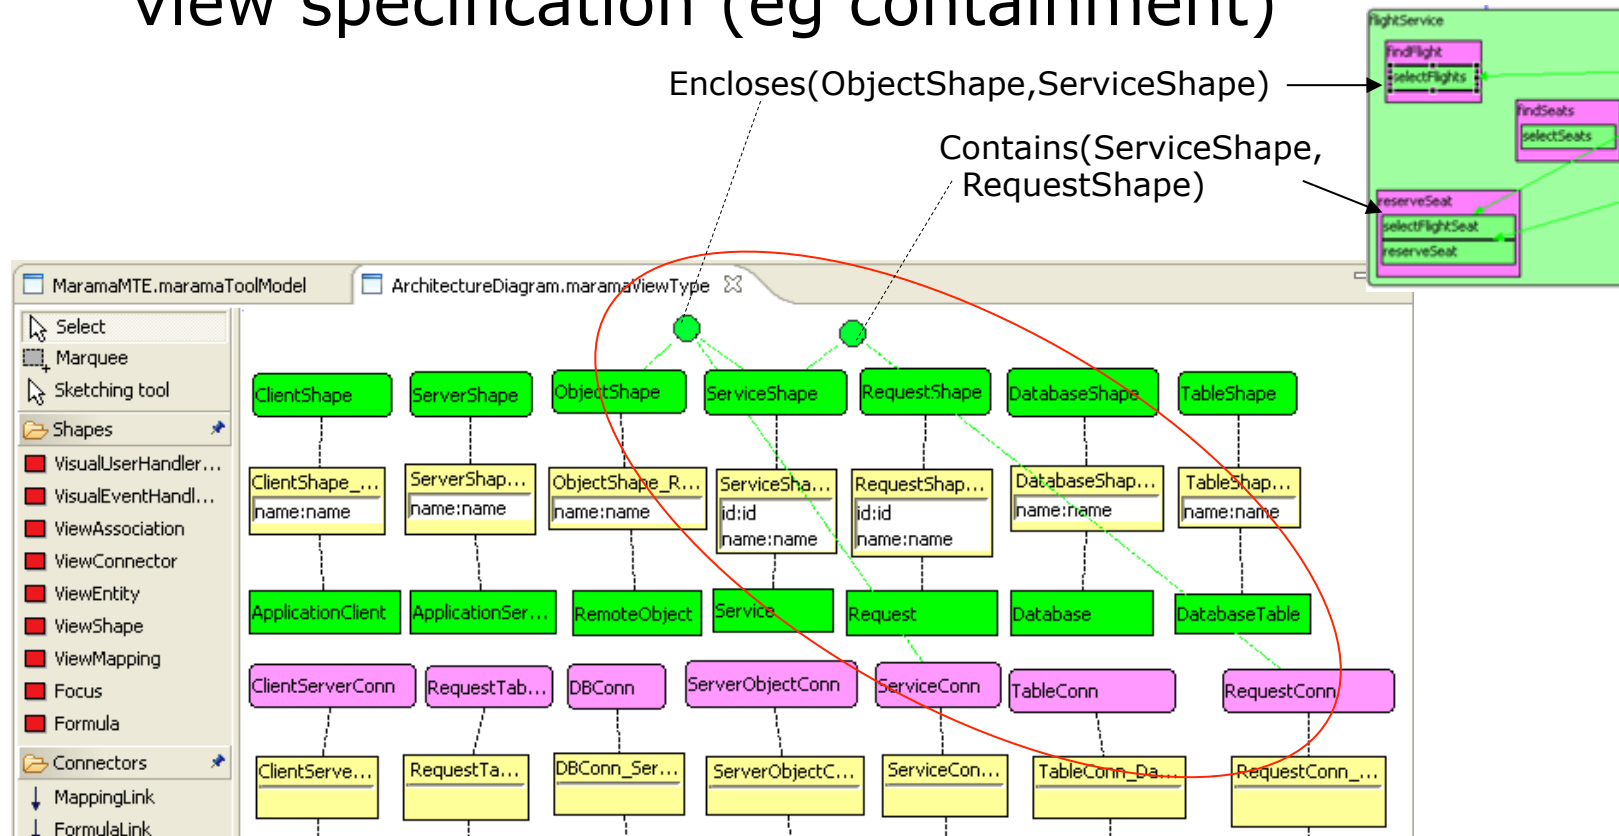 view specification (eg containment)
flightService
findFlight
selectFlights
findSeats
selectSeats
reserveSeat
selectFlightSeat
reserveSeat
Encloses(ObjectShape,ServiceShape)
Contains(ServiceShape,
RequestShape)
MaramaMTE.maramaToolModel
ArchitectureDiagram.maramaViewType
Select
Marquee
Sketching tool
Shapes
VisualUserHandler...
VisualEventHandl...
ViewAssociation
ViewConnector
ViewEntity
ViewShape
ViewMapping
Focus
Formula
Connectors
MappingLink
FormulaLink
ClientShape ServerShape ObjectShape ServiceShape RequestShape DatabaseShape TableShape
ClientShape_... ServerShap... ObjectShape_R... ServiceSha... RequestShap... DatabaseShap... TableShap...
name:name name:name name:name id:id id:id name:name name:name
name:name name:name
ApplicationClient ApplicationSer... RemoteObject Service Request Database DatabaseTable
ClientServerConn RequestTab... DBConn ServerObjectConn ServiceConn TableConn RequestConn
ClientServe... RequestTa... DBConn_Ser... ServerObjectC... ServiceCon... TableConn_Da... RequestConn_...